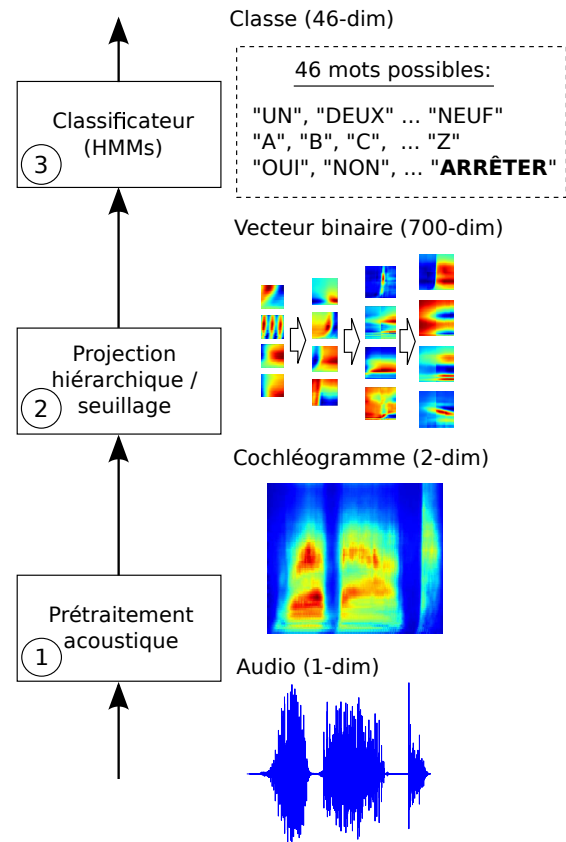 Classe (46-dim)
46 mots possibles:
"UN", "DEUX" ... "NEUF"
"A", "B", "C", ... "Z"
"OUI", "NON", ... "ARRÊTER"
Classificateur
(HMMs)
3
Vecteur binaire (700-dim)
Projection
hiérarchique /
seuillage
2
Cochléogramme (2-dim)
Prétraitement
acoustique
1
Audio (1-dim)